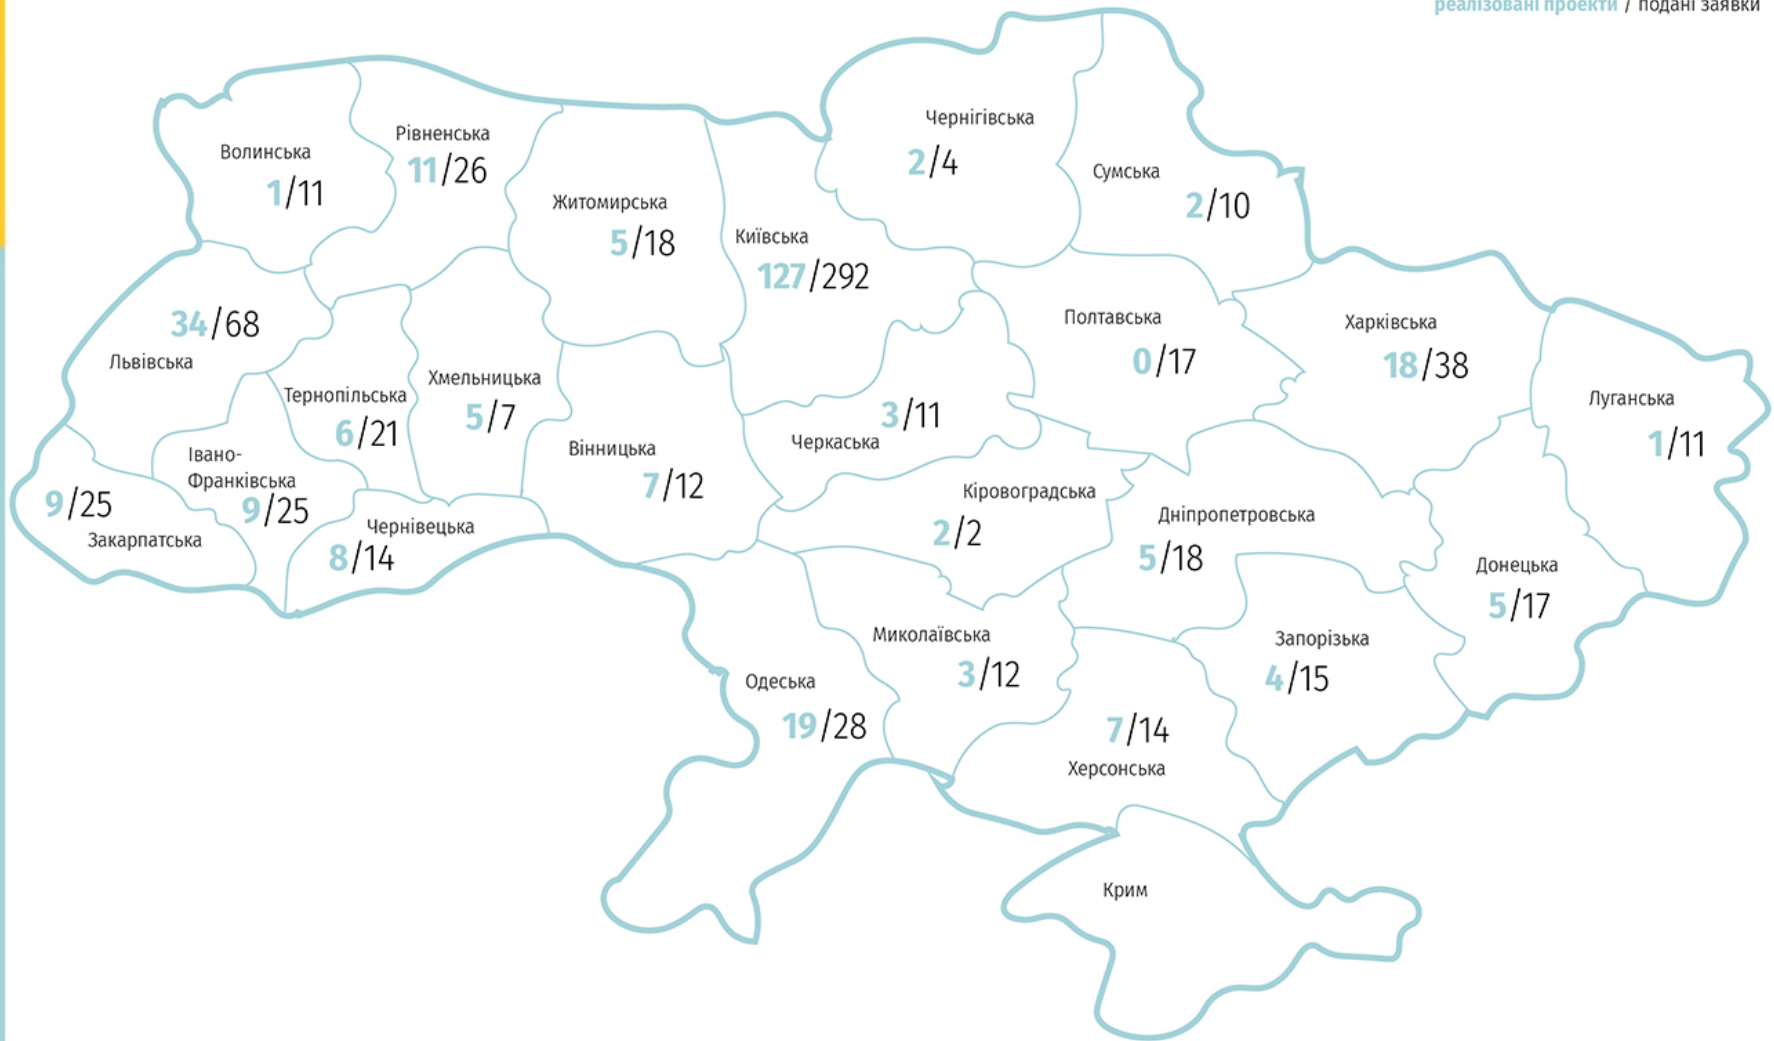 реалізовані проекти / подані заявки
Чернігівська
2/4
Рівненська
11/26
Волинська
1/11
Сумська
2/10
Житомирська
5/18
Київська
127/292
34/68
Львівська
Полтавська
0/17
Харківська
18/38
Хмельницька
5/7
Тернопільська
6/21
Луганська
1/11
3/11
Черкаська
Вінницька
7/12
Івано-
Франківська
9/25
9/25
Закарпатська
Чернівецька
8/14
Кіровоградська
2/2
Дніпропетровська
5/18
Донецька
5/17
Миколаївська
3/12
Запорізька
4/15
Одеська
19/28
7/14
Херсонська
Крим